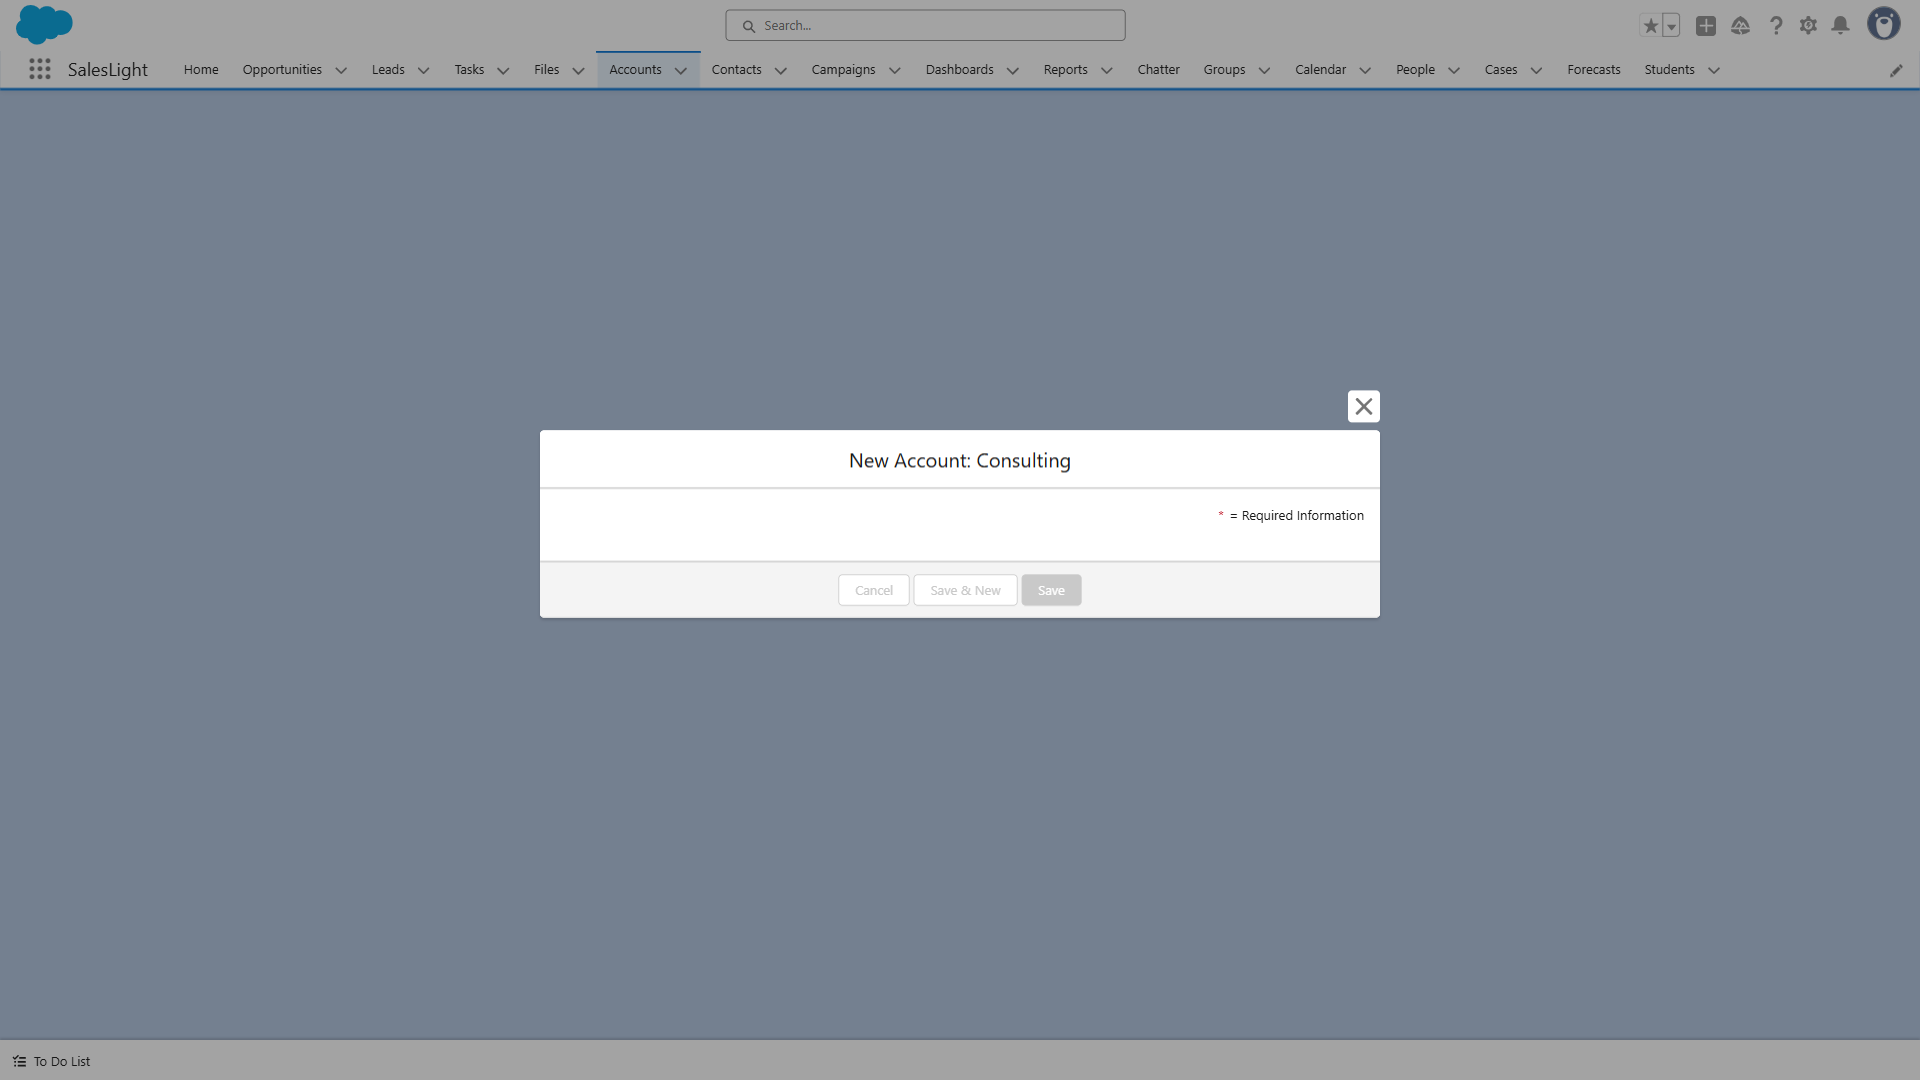 Search...
SalesLight
Home
Opportunities
Leads
Tasks
Files
Accounts
Contacts
Campaigns
Dashboards
Reports
Chatter
Groups
Calendar
People
Cases
Forecasts
Students
New Account: Consulting
* = Required Information
Cancel
Save & New
Save
To Do List